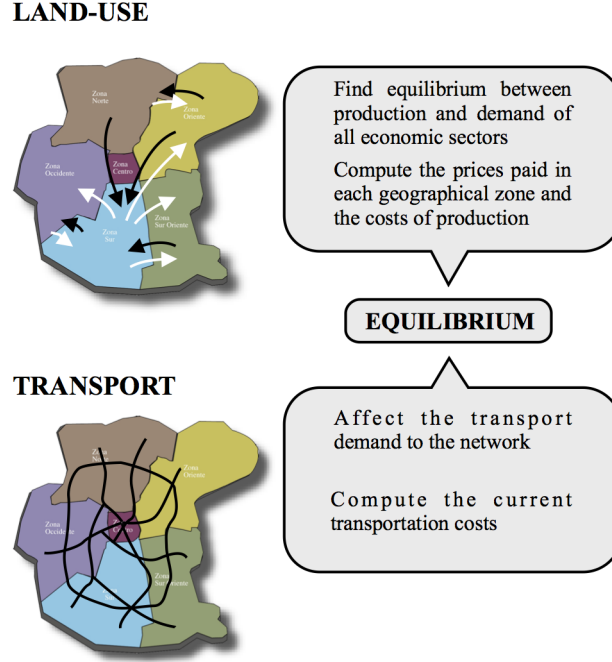 LAND-USE
Zona
Norte
Zona
Oriente
Zona
Occidente
Zona
Centro
Zona
Sur
Zona
Sur Oriente
Find equilibrium between
production and demand of
all economic sectors
Compute the prices paid in
each geographical zone and
the costs of production
EQUILIBRIUM
TRANSPORT
Zona
Oriente
Zona
Occidente
Zona
Sur Oriente
Affect the transport
demand to the network
Compute the current
transportation costs